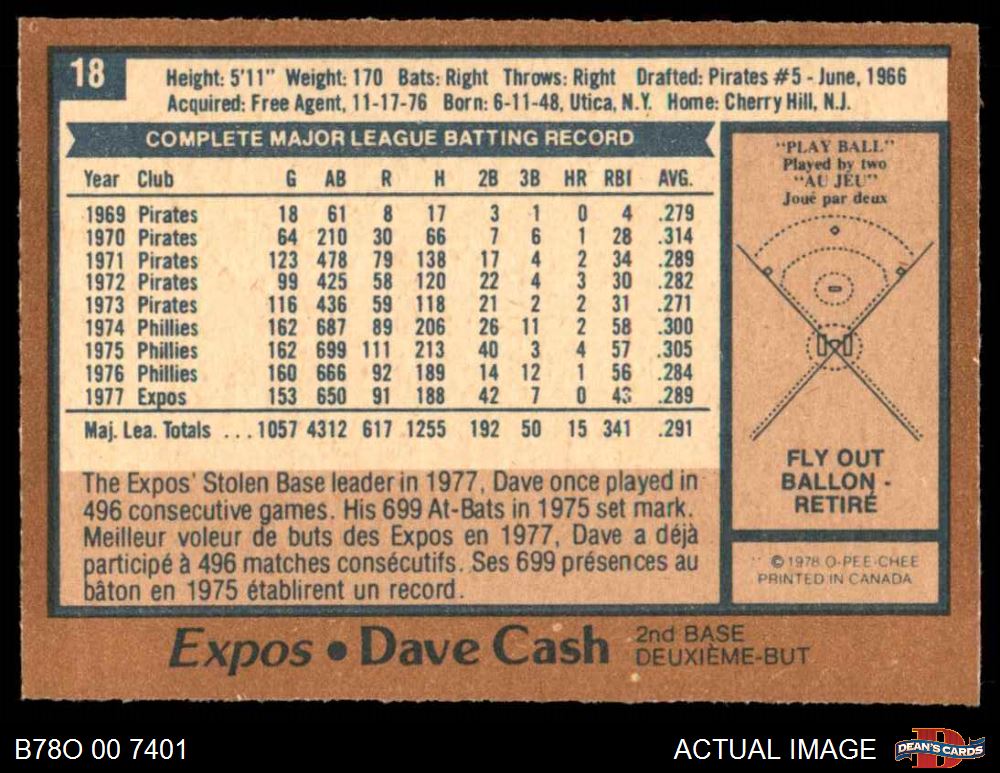 18
Height: 5'11" Weight: 170 Bats: Right Throws: Right Drafted: Pirates #5 - June, 1966
Acquired: Free Agent, 11-17-76 Born: 6-11-48, Utica, N.Y. Home: Cherry Hill, N.J.
COMPLETE MAJOR LEAGUE BATTING RECORD
Year Club G AB R H 2B 3B HR RBI AVG.
1969 Pirates 18 61 8 17 3 1 0 4 .279
1970 Pirates 64 210 30 66 7 6 1 28 .314
1971 Pirates 123 478 79 138 17 4 2 34 .289
1972 Pirates 99 425 58 120 22 4 3 30 .282
1973 Pirates 116 436 59 118 21 2 2 31 .271
1974 Phillies 162 687 89 206 26 11 2 58 .300
1975 Phillies 162 699 111 213 40 3 4 57 .305
1976 Phillies 160 666 92 189 14 12 1 56 .284
1977 Expos 153 650 91 188 42 7 0 43 .289
Maj. Lea. Totals ... 1057 4312 617 1255 192 50 15 341 .291
The Expos' Stolen Base leader in 1977, Dave once played in
496 consecutive games. His 699 At-Bats in 1975 set mark.
Meilleur voleur de buts des Expos en 1977, Dave a déjà
participé à 496 matches consécutifs. Ses 699 présences au
bâton en 1975 établirent un record.
"PLAY BALL"
Played by two
"AU JEU"
Joué par deux
FLY OUT
BALLON -
RETIRÉ
© 1978 O-PEE-CHEE
PRINTED IN CANADA
Expos • Dave Cash 2nd BASE
DEUXIÈME-BUT
B78O 00 7401
ACTUAL IMAGE
DEAN'S CARDS